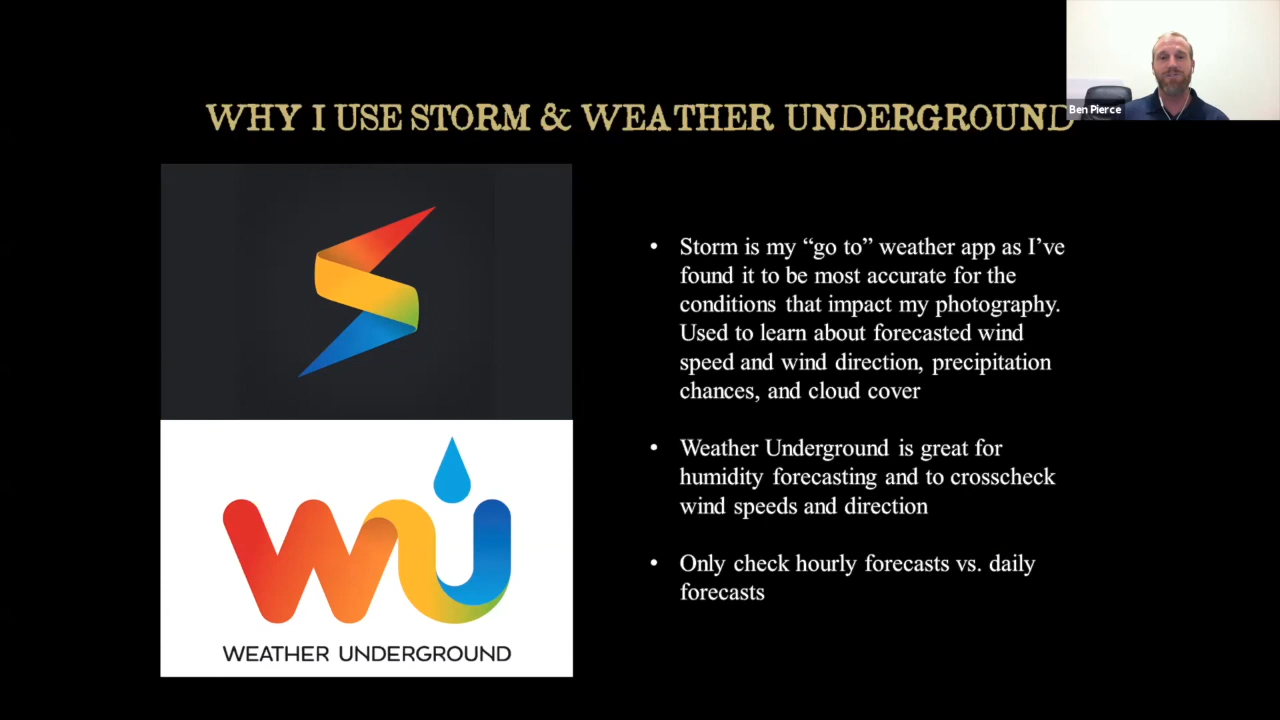 Ben Pierce
WHY I USE STORM & WEATHER UNDERGROUND
• Storm is my “go to” weather app as I’ve
found it to be most accurate for the
conditions that impact my photography.
Used to learn about forecasted wind
speed and wind direction, precipitation
chances, and cloud cover
• Weather Underground is great for
humidity forecasting and to crosscheck
wind speeds and direction
• Only check hourly forecasts vs. daily
forecasts
S
wu
WEATHER UNDERGROUND